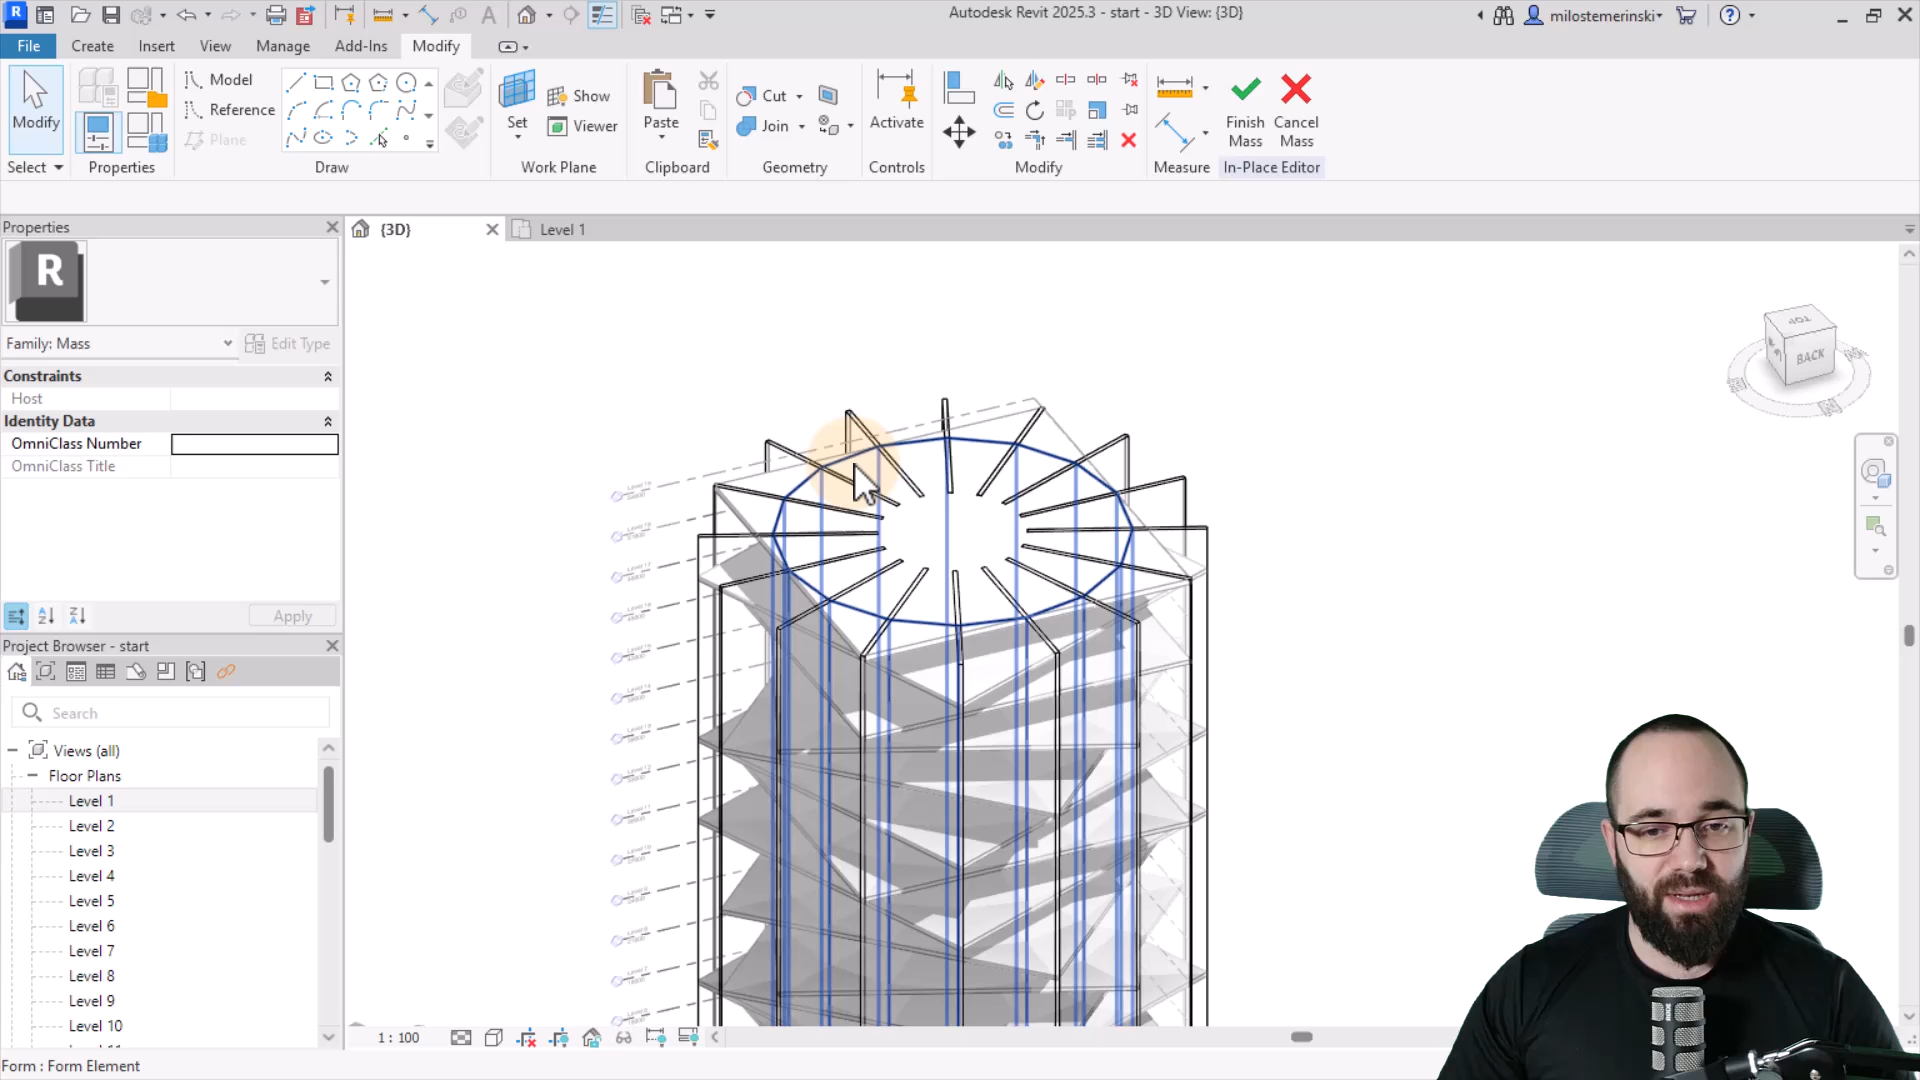 R
Autodesk Revit 2025.3 - start - 3D View: {3D}
milostemerinski
File
Create
Insert
View
Manage
Add-Ins
Modify
Modify
Select
Properties
Model
Reference
Plane
Draw
Set
Show
Viewer
Work Plane
Paste
Clipboard
Cut
Join
Geometry
Activate
Controls
Modify
Measure
Finish Mass
Cancel Mass
In-Place Editor
Properties
{3D}
Level 1
R
Family: Mass
Edit Type
Constraints
Host
Identity Data
OmniClass Number
OmniClass Title
Apply
TOP
BACK
Project Browser - start
Search
Views (all)
Floor Plans
Level 1
Level 2
Level 3
Level 4
Level 5
Level 6
Level 7
Level 8
Level 9
Level 10
1 : 100
Form : Form Element